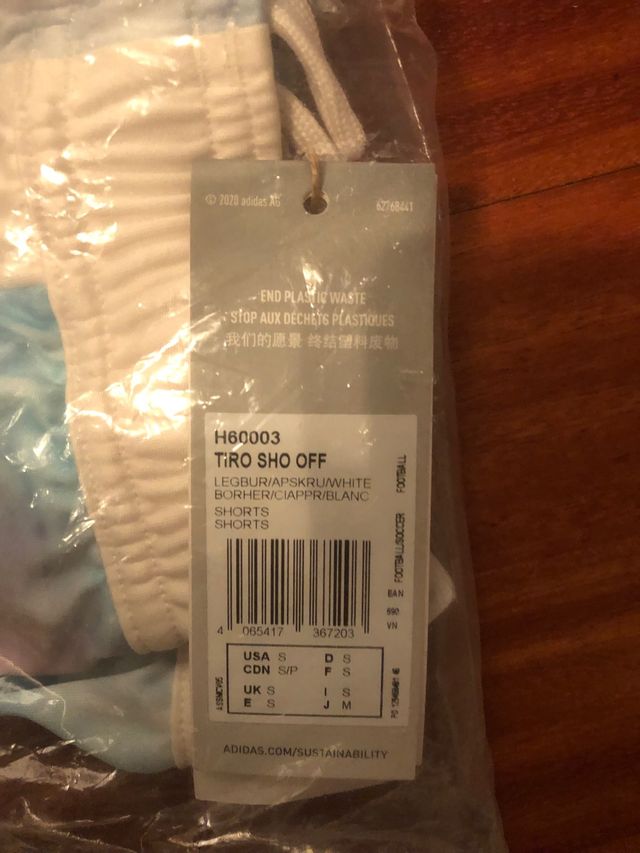 © 2020 adidas AG
62768441
END PLASTIC WASTE
STOP AUX DÉCHETS PLASTIQUES
我们的愿景 终结塑料废物
H60003
TIRO SHO OFF
LEGBUR/APSKRU/WHITE
BORHER/CIAPPR/BLANC
SHORTS
SHORTS
FOOTBALL/SOCCER FOOTBALL
EAN
690
VN
4 065417 367203
USA S D S
CDN S/P F S
UK S I S
E S J M
ADIDAS.COM/SUSTAINABILITY